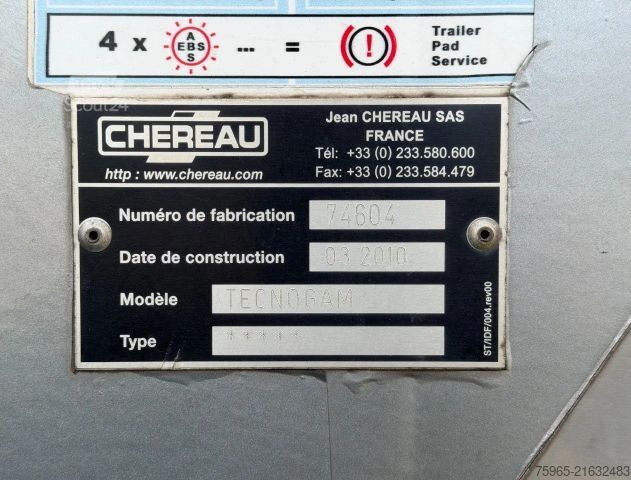 4 x A EBS S ... = (!) Trailer
Pad
Service
Scout24
CHEREAU
http : www.chereau.com
Jean CHEREAU SAS
FRANCE
Tél: +33 (0) 233.580.600
Fax: +33 (0) 233.584.479
Numéro de fabrication 74604
Date de construction 03 2010
Modèle TECNOGAM
Type *****
ST/IDF/004.rev00
75965-21632483